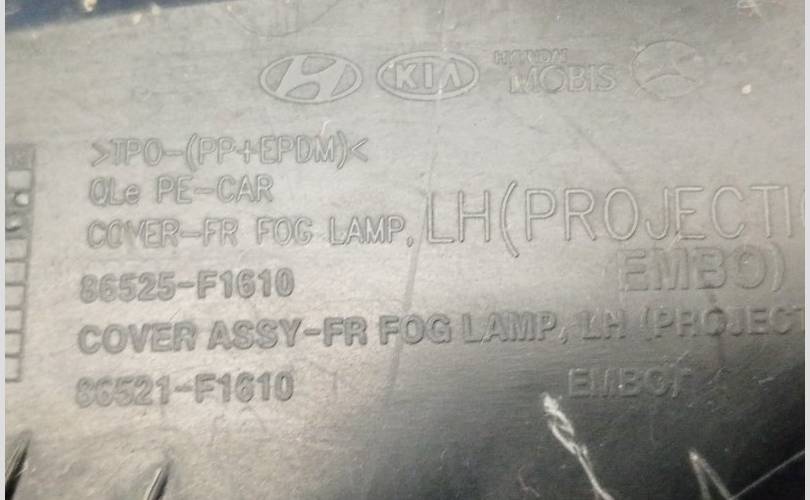 KIA HYUNDAI MOBIS
>TPO-(PP+EPDM)<
QLe PE-CAR
COVER-FR FOG LAMP, LH(PROJECTI
EMBO)
86525-F1610
COVER ASSY-FR FOG LAMP, LH (PROJECT
86521-F1610 EMBO)